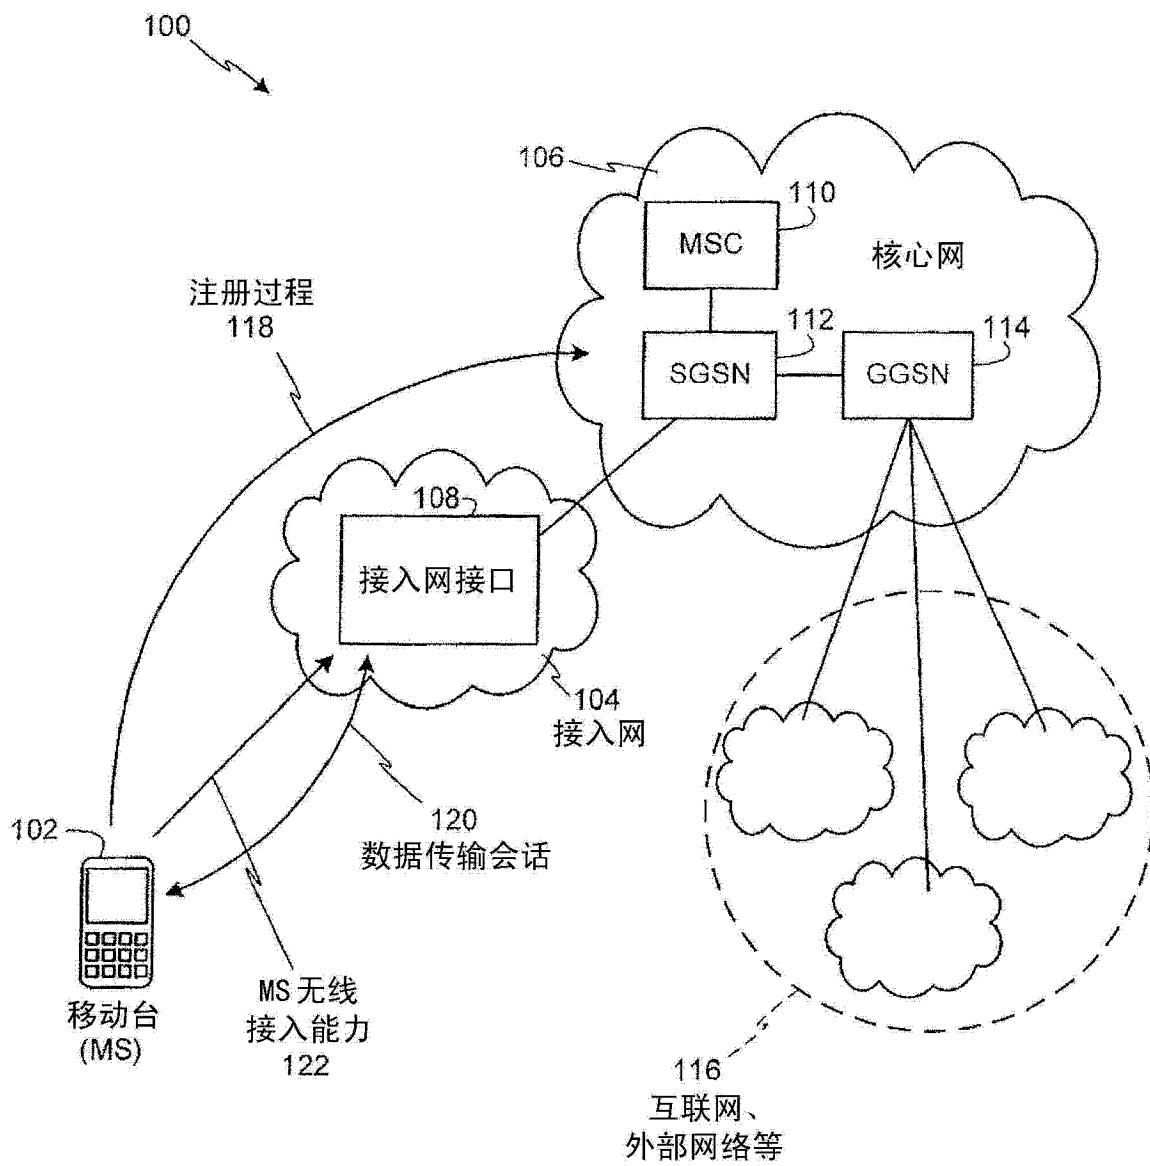 100
106
110
MSC
核心网
注册过程
118
112
114
SGSN
GGSN
108
接入网接口
104
接入网
102
120
数据传输会话
移动台
(MS)
MS无线
接入能力
122
116
互联网、
外部网络等